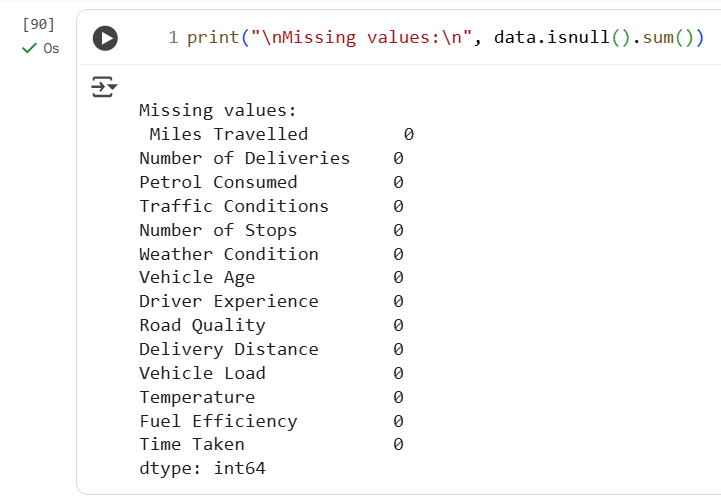 [90]
0s
1 print("\nMissing values:\n", data.isnull().sum())
Missing values:
 Miles Travelled         0
Number of Deliveries    0
Petrol Consumed         0
Traffic Conditions      0
Number of Stops         0
Weather Condition       0
Vehicle Age             0
Driver Experience       0
Road Quality            0
Delivery Distance       0
Vehicle Load            0
Temperature             0
Fuel Efficiency         0
Time Taken              0
dtype: int64